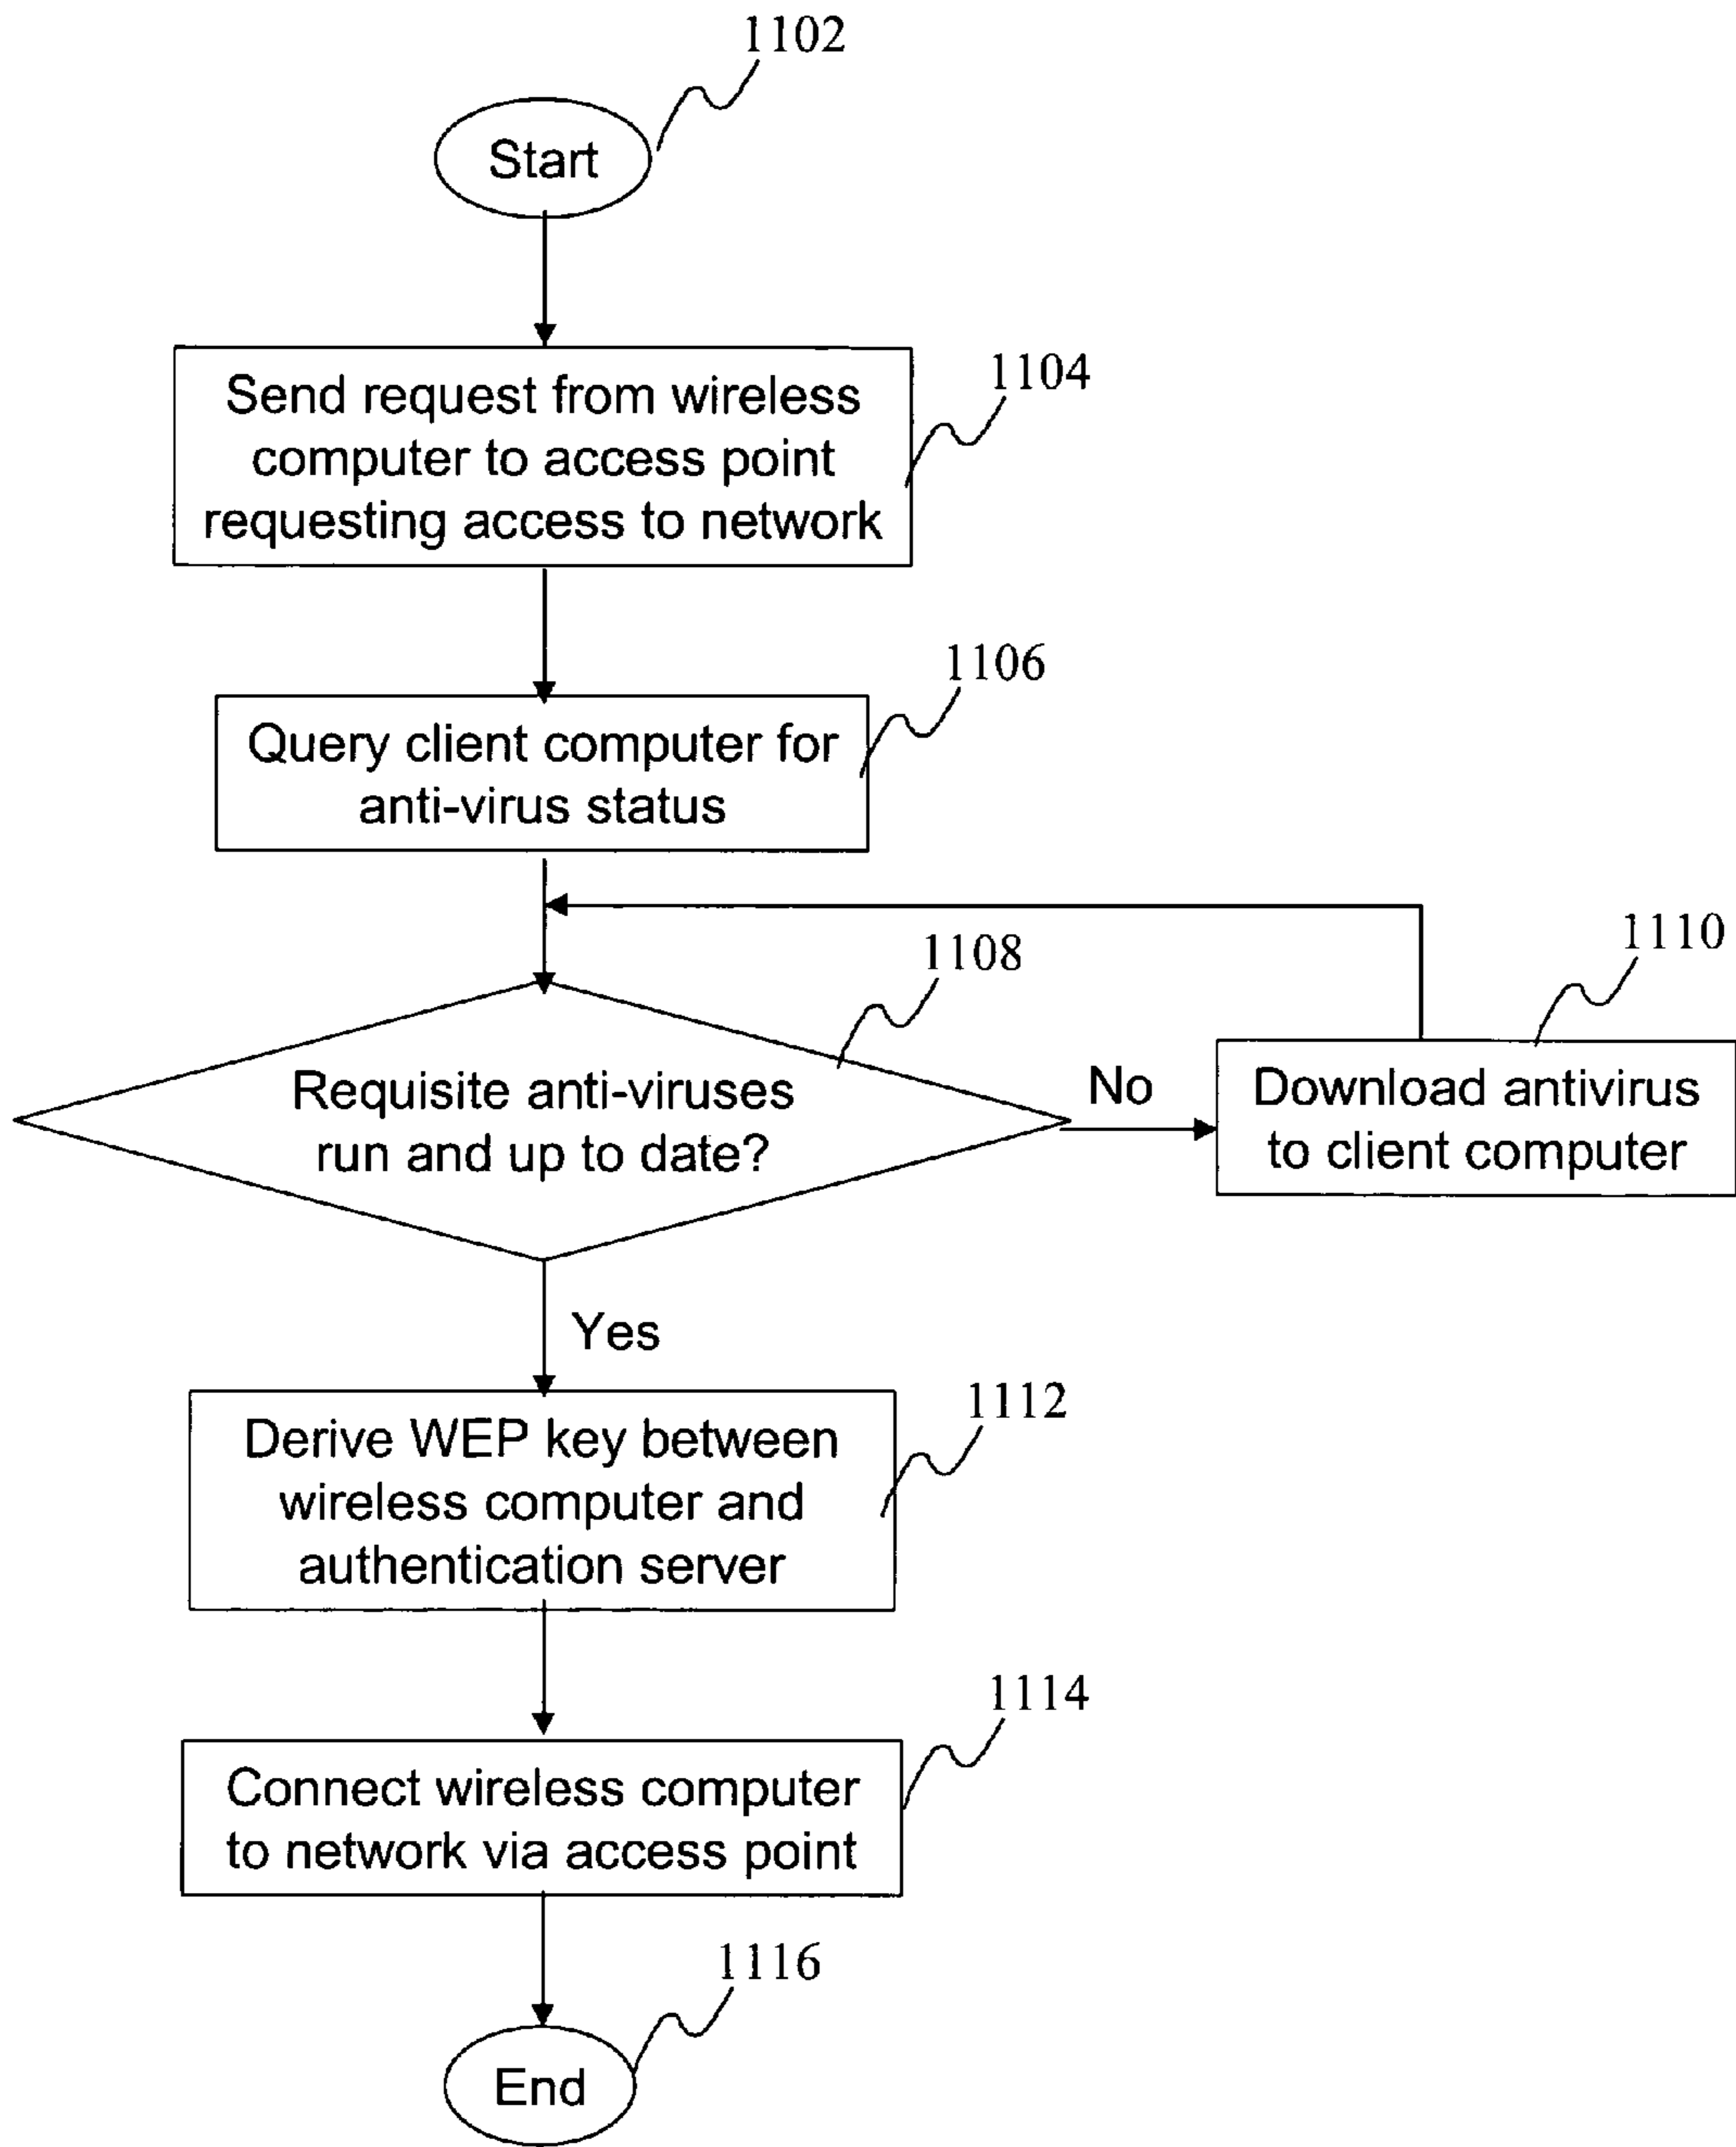 1102
Start
1104
Send request from wireless
computer to access point
requesting access to network
1106
Query client computer for
anti-virus status
1108
Requisite anti-viruses
run and up to date?
No
1110
Download antivirus
to client computer
Yes
1112
Derive WEP key between
wireless computer and
authentication server
1114
Connect wireless computer
to network via access point
1116
End